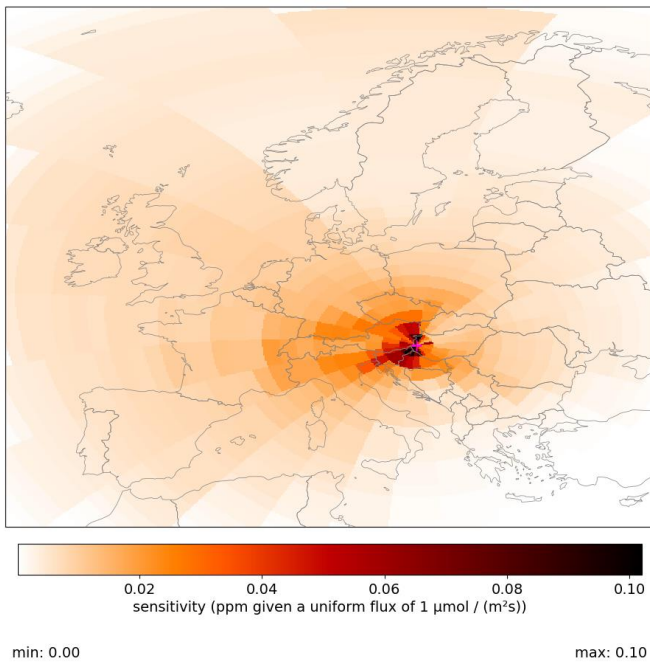 0.02 0.04 0.06 0.08 0.10
sensitivity (ppm given a uniform flux of 1 μmol / (m²s))
min: 0.00 max: 0.10